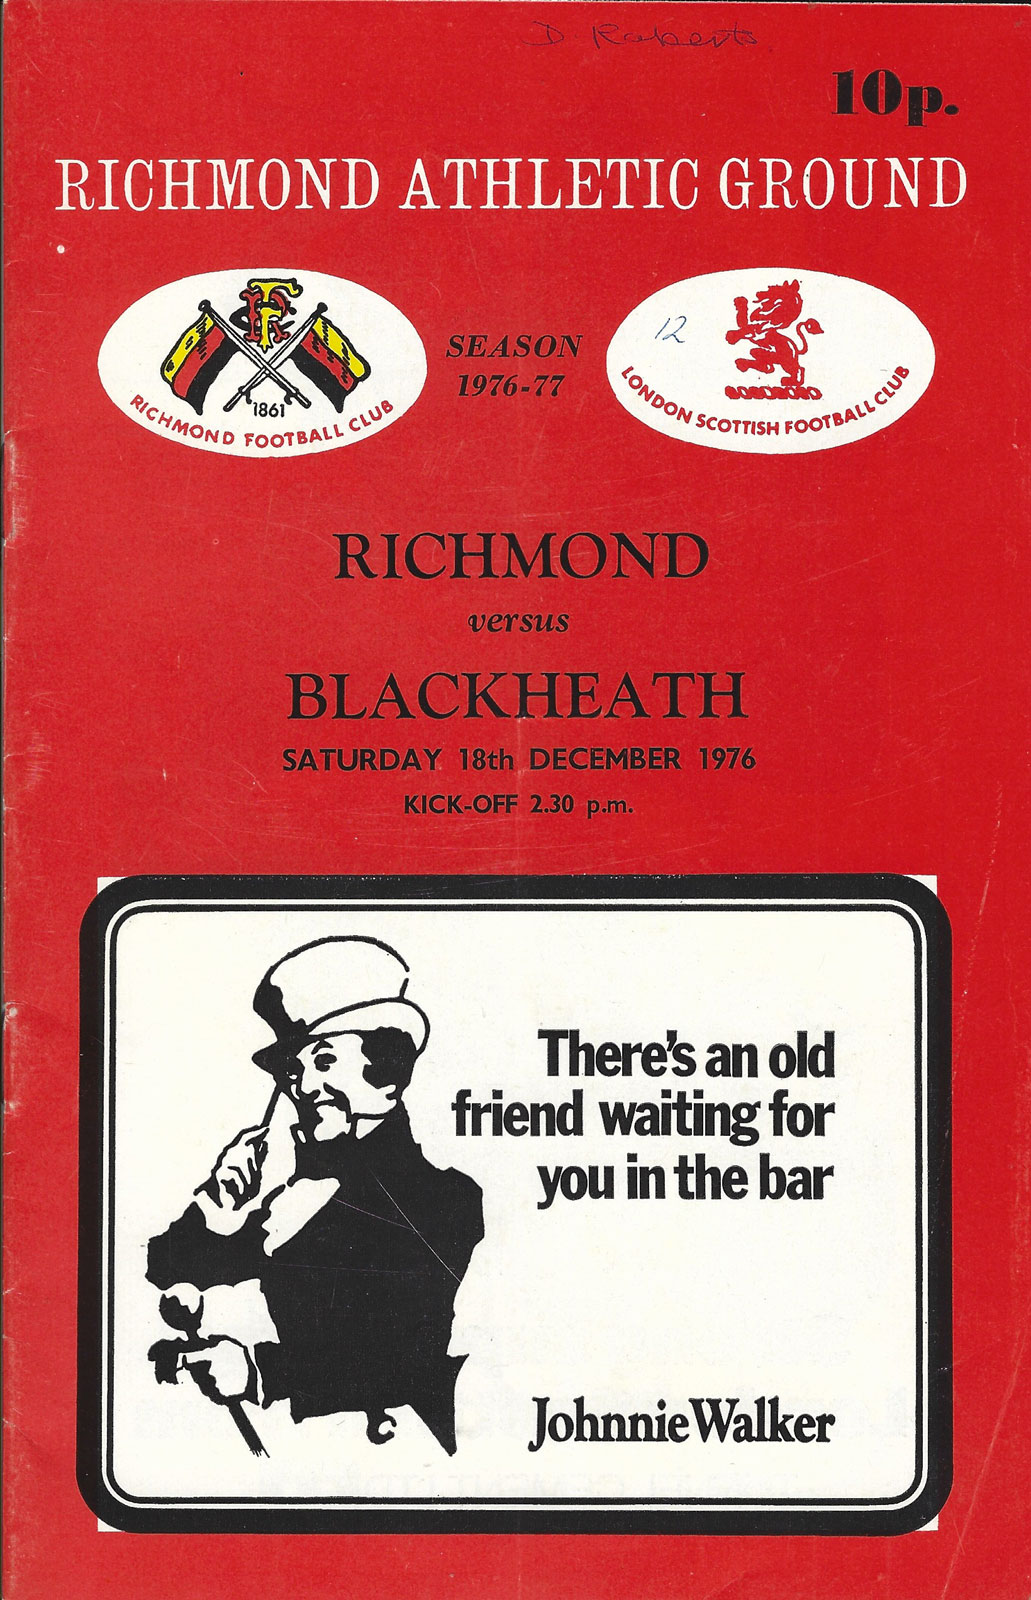 D Roberts
10p.
RICHMOND ATHLETIC GROUND
RFC
1861
RICHMOND FOOTBALL CLUB
SEASON
1976-77
12
LONDON SCOTTISH FOOTBALL CLUB
RICHMOND
versus
BLACKHEATH
SATURDAY 18th DECEMBER 1976
KICK-OFF 2.30 p.m.
There's an old
friend waiting for
you in the bar
Johnnie Walker